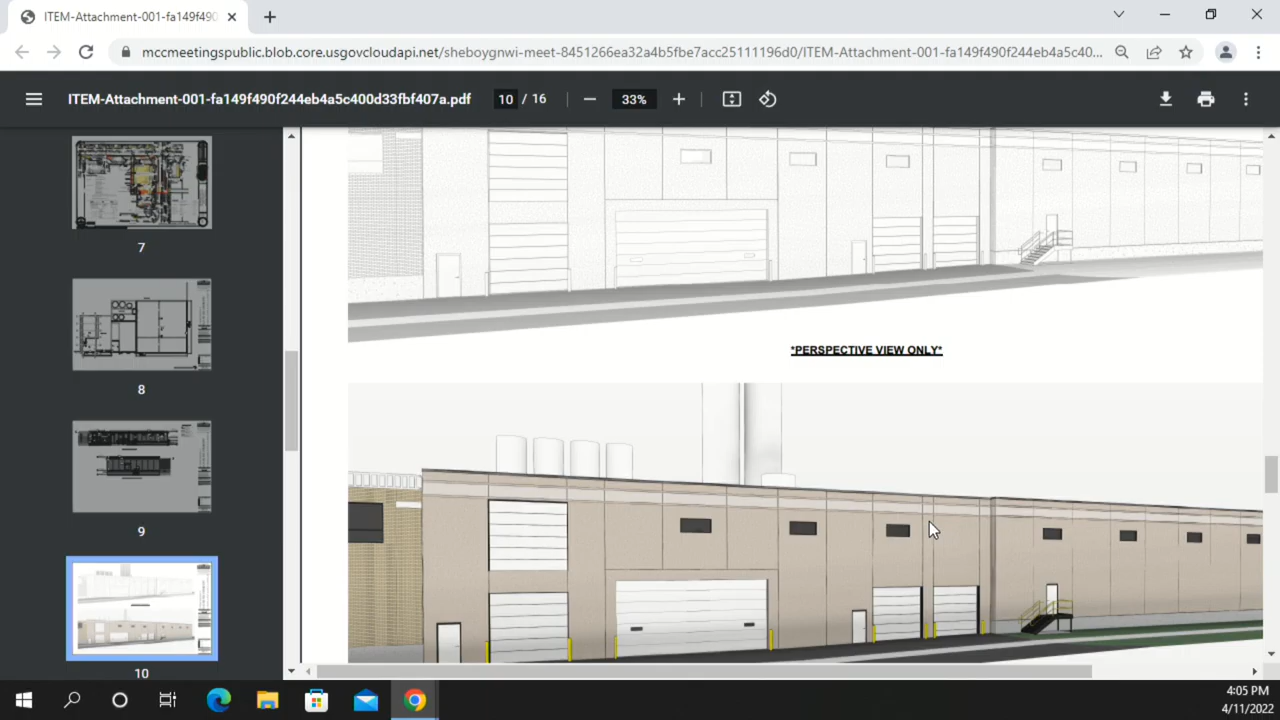 ITEM-Attachment-001-fa149f490
mccmeetingspublic.blob.core.usgovcloudapi.net/sheboygnwi-meet-8451266ea32a4b5fbe7acc25111196d0/ITEM-Attachment-001-fa149f490f244eb4a5c40...
ITEM-Attachment-001-fa149f490f244eb4a5c400d33fbf407a.pdf 10 / 16 33%
7
8
9
10
*PERSPECTIVE VIEW ONLY*
4:05 PM
4/11/2022